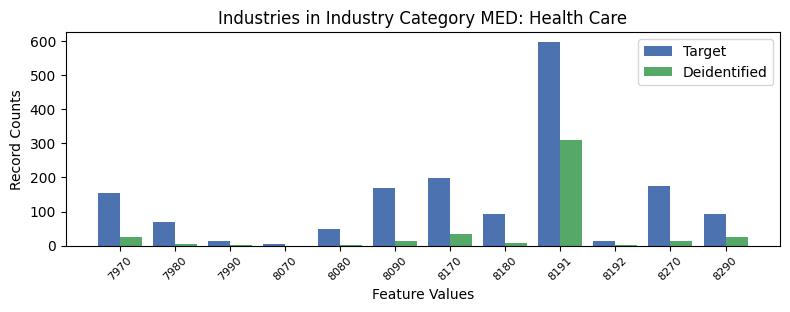 Industries in Industry Category MED: Health Care
Target
Deidentified
Record Counts
600
500
400
300
200
100
0
7970 7980 7990 8070 8080 8090 8170 8180 8191 8192 8270 8290
Feature Values